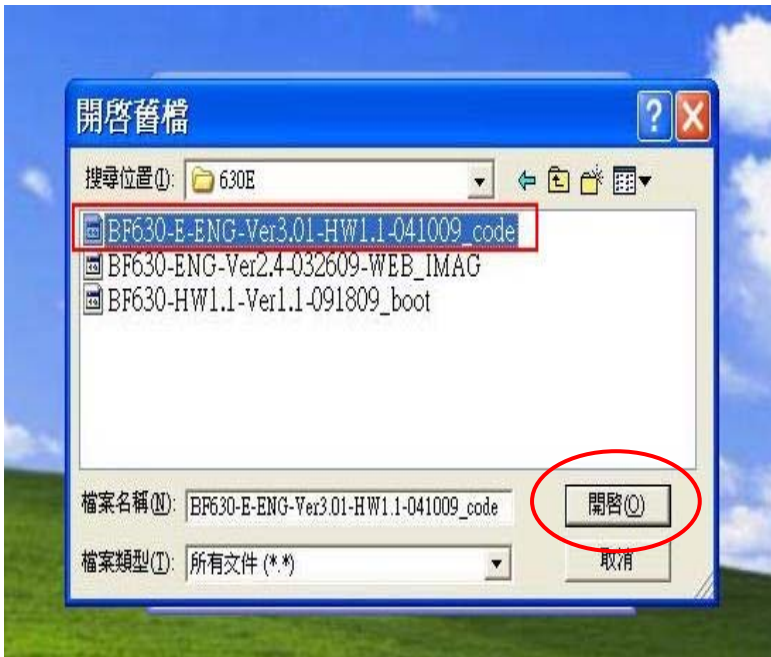 開啓舊檔
搜尋位置(I): 630E
BF630-E-ENG-Ver3.01-HW1.1-041009_code
BF630-ENG-Ver2.4-032609-WEB_IMAG
BF630-HW1.1-Ver1.1-091809_boot
檔案名稱(N): BF630-E-ENG-Ver3.01-HW1.1-041009_code 開啓(O)
檔案類型(T): 所有文件 (*.*) 取消